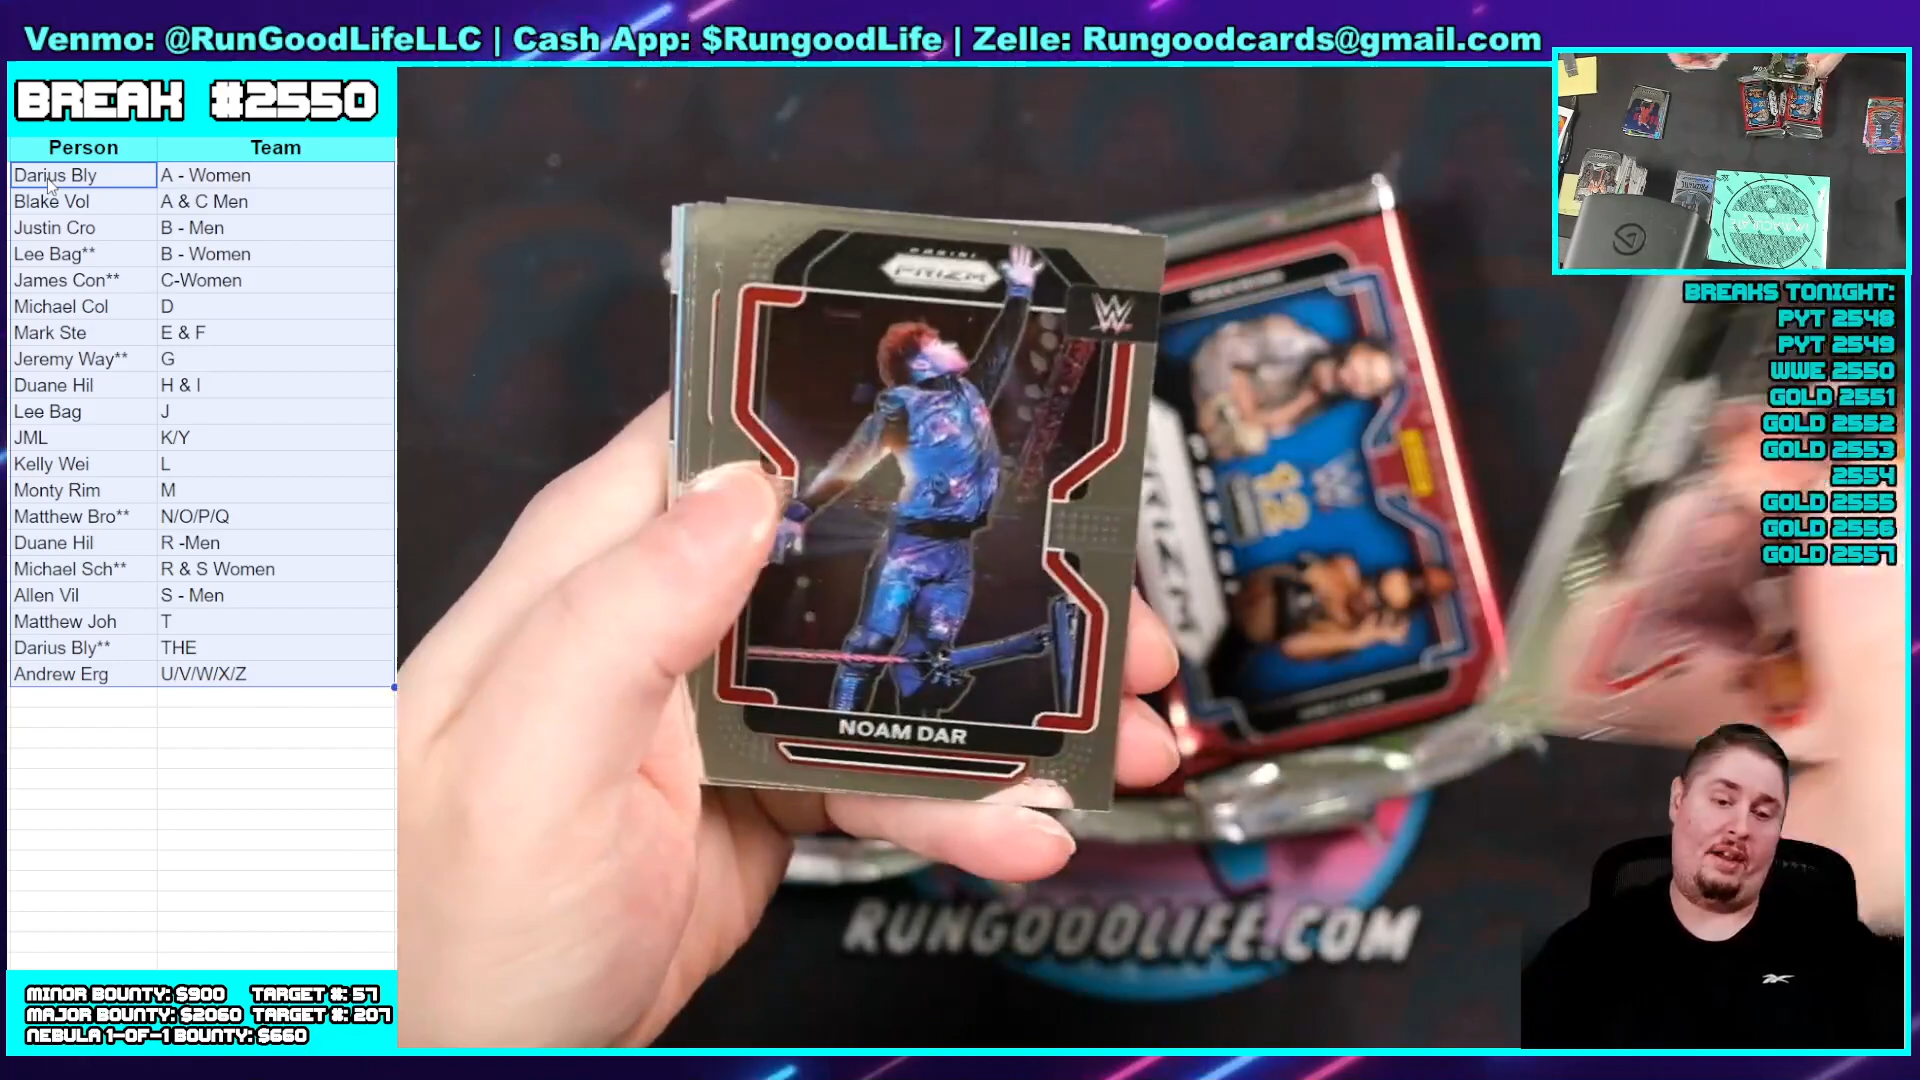 Venmo: @RunGoodLifeLLC | Cash App: $RungoodLife | Zelle: Rungoodcards@gmail.com
BREAK #2550
Person Team
Darius Bly A - Women
Blake Vol A & C Men
Justin Cro B - Men
Lee Bag** B - Women
James Con** C-Women
Michael Col D
Mark Ste E & F
Jeremy Way** G
Duane Hil H & I
Lee Bag J
JML K/Y
Kelly Wei L
Monty Rim M
Matthew Bro** N/O/P/Q
Duane Hil R -Men
Michael Sch** R & S Women
Allen Vil S - Men
Matthew Joh T
Darius Bly** THE
Andrew Erg U/V/W/X/Z
MINOR BOUNTY: $900 TARGET #: 57
MAJOR BOUNTY: $2060 TARGET #: 207
NEBULA 1-OF-1 BOUNTY: $660
PANINI
PRIZM
W
NOAM DAR
12
RUNGOODLIFE.COM
BREAKS TONIGHT:
PYT 2548
PYT 2549
WWE 2550
GOLD 2551
GOLD 2552
GOLD 2553
2554
GOLD 2555
GOLD 2556
GOLD 2557